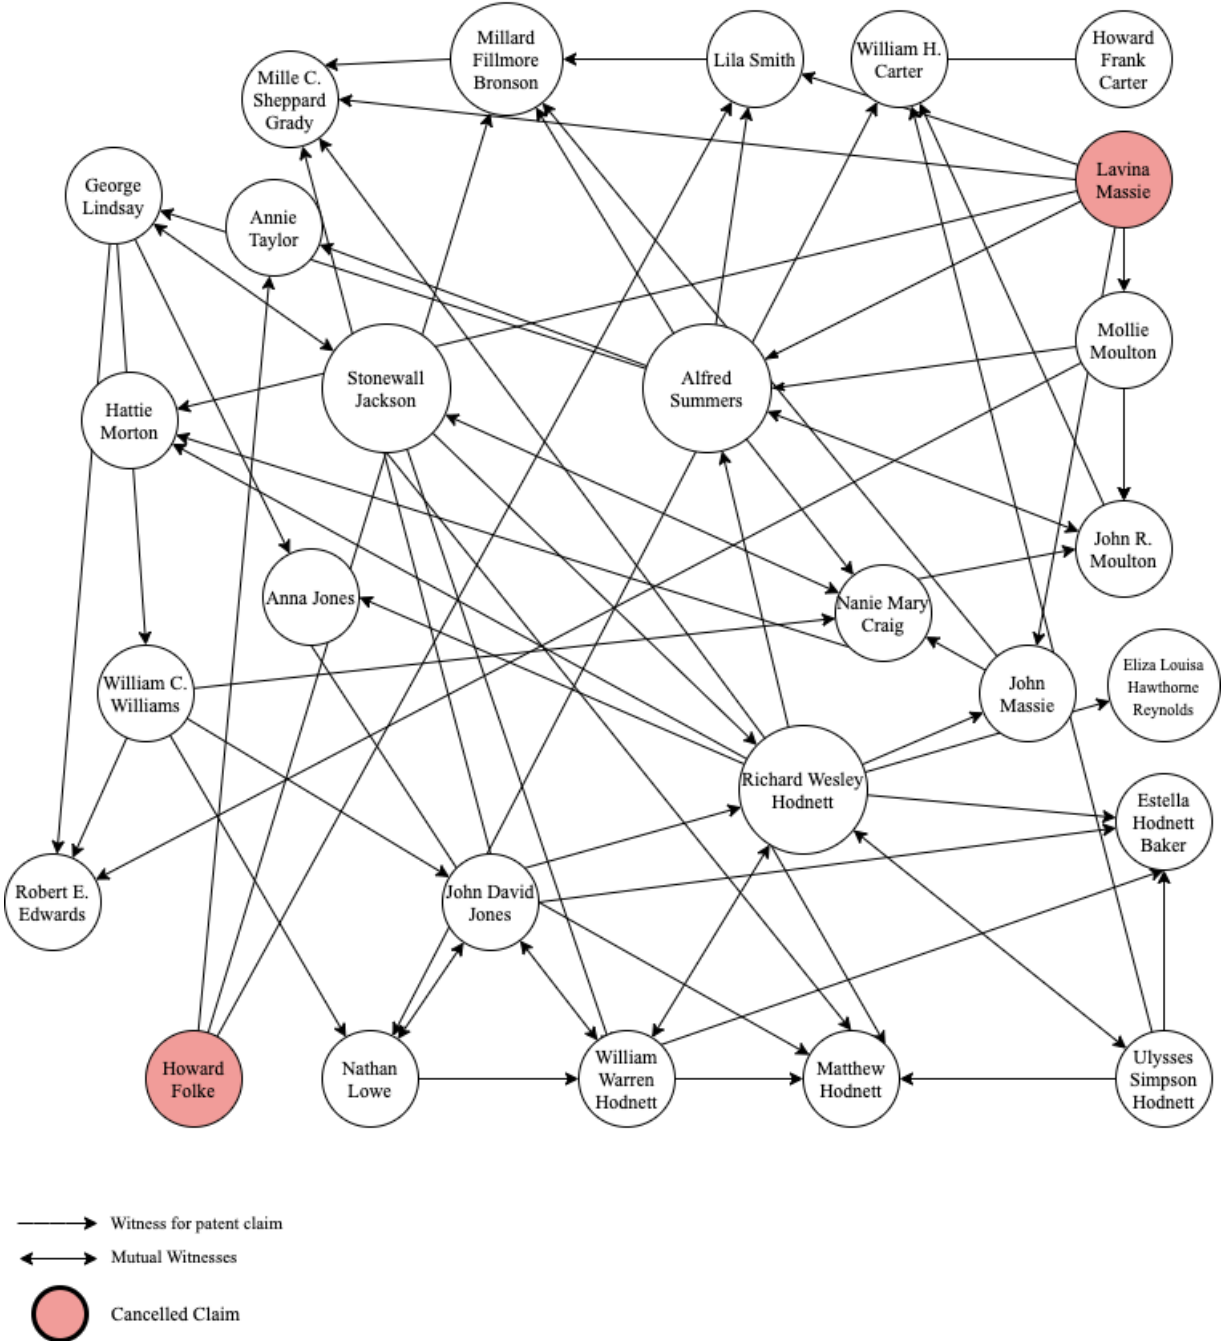 Millard
Fillmore
Bronson
Lila Smith
William H.
Carter
Howard
Frank
Carter
Mille C.
Sheppard
Grady
Lavina
Massie
George
Lindsay
Annie
Taylor
Mollie
Moulton
Stonewall
Jackson
Alfred
Summers
Hattie
Morton
John R.
Moulton
Anna Jones
Nanie Mary
Craig
William C.
Williams
John
Massie
Eliza Louisa
Hawthorne
Reynolds
Richard Wesley
Hodnett
Estella
Hodnett
Baker
Robert E.
Edwards
John David
Jones
Howard
Folke
Nathan
Lowe
William
Warren
Hodnett
Matthew
Hodnett
Ulysses
Simpson
Hodnett
Witness for patent claim
Mutual Witnesses
Cancelled Claim